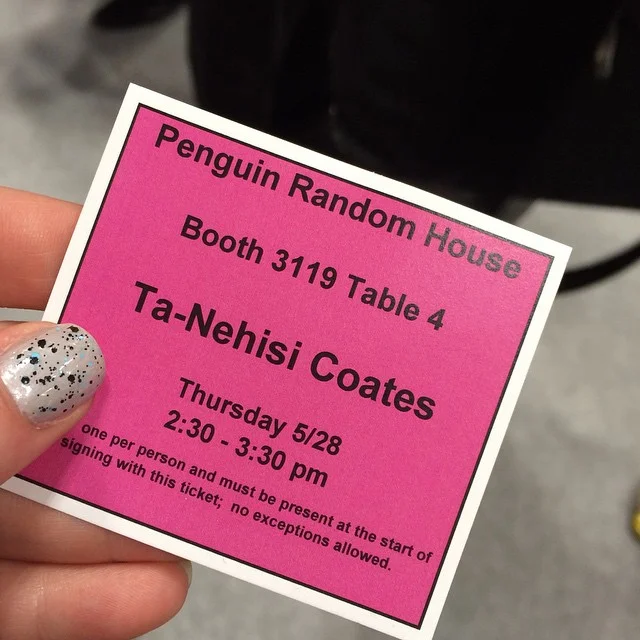 Penguin Random House
Booth 3119 Table 4
Ta-Nehisi Coates
Thursday 5/28
2:30 - 3:30 pm
one per person and must be present at the start of
signing with this ticket; no exceptions allowed.